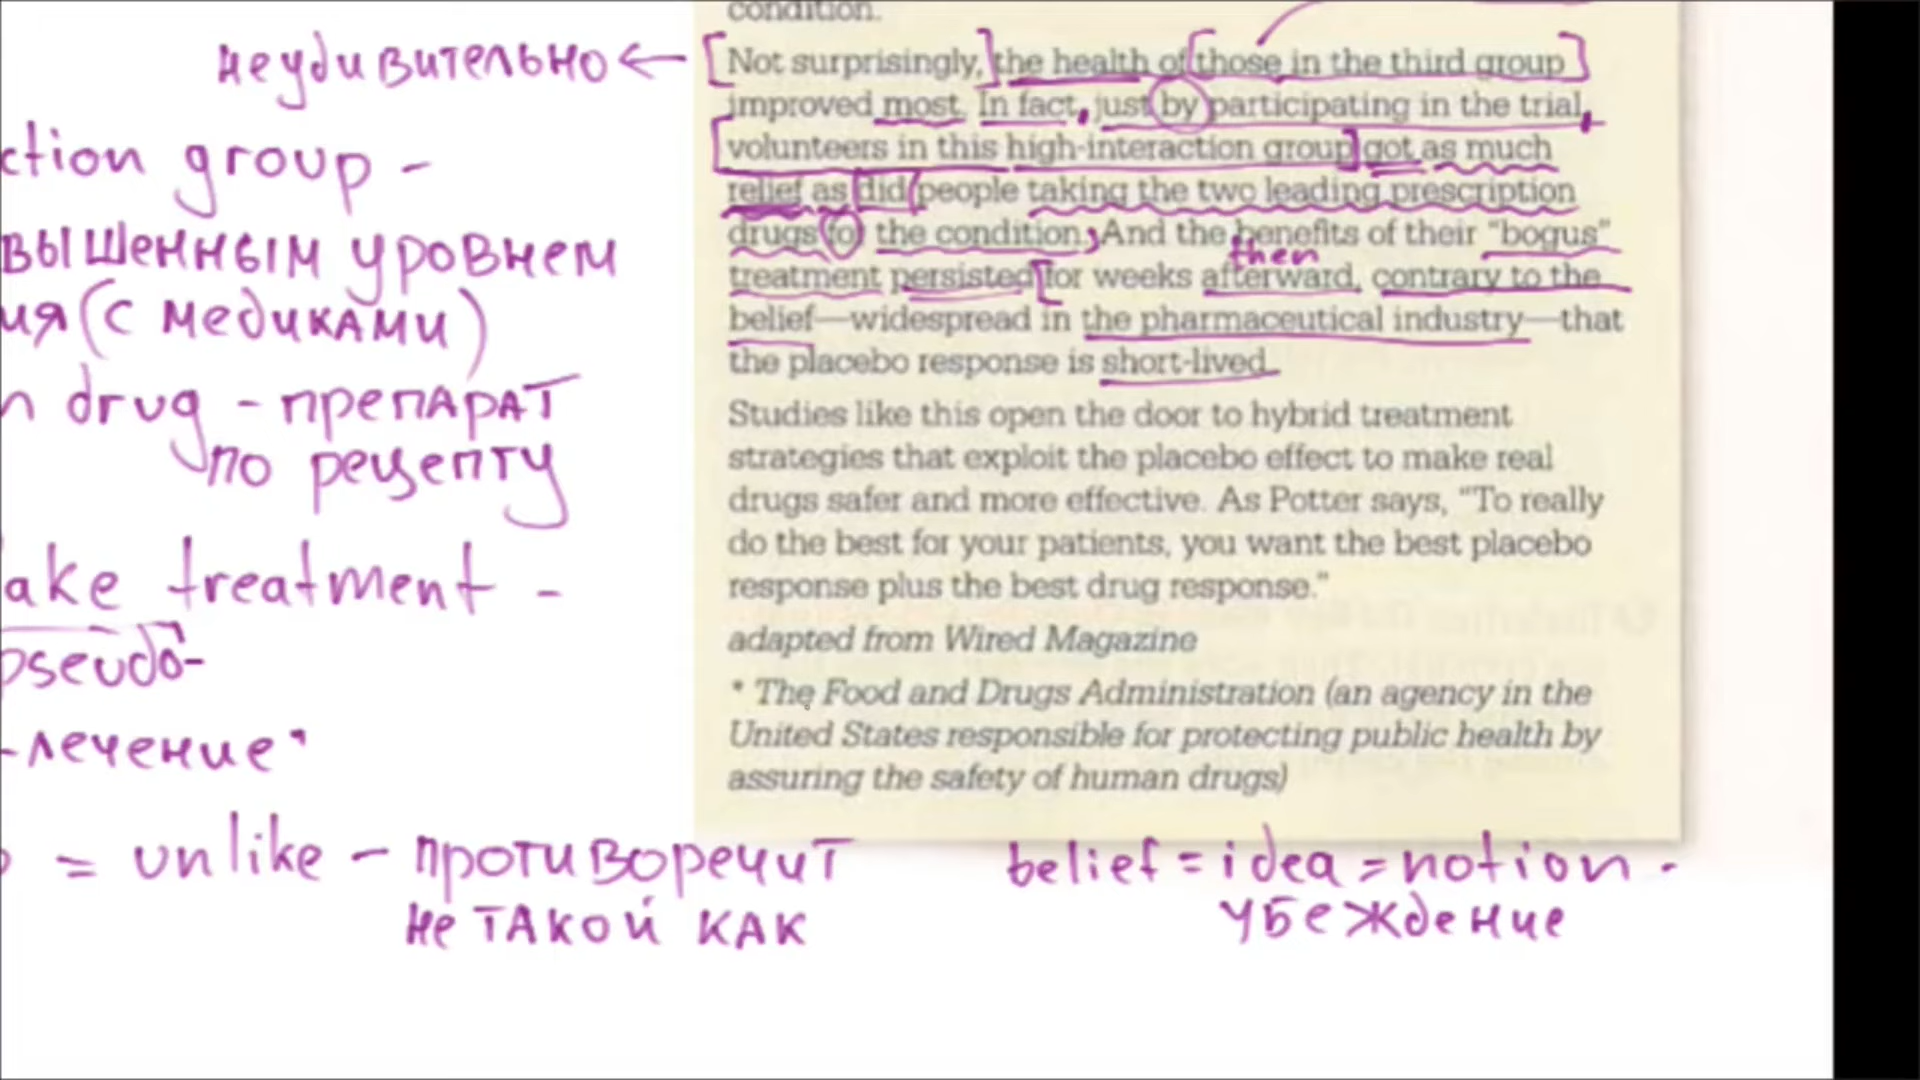 condition.
неудивительно ←
Not surprisingly, the health of those in the third group
improved most. In fact, just by participating in the trial,
volunteers in this high-interaction group got as much
relief as did people taking the two leading prescription
drugs for the condition. And the benefits of their "bogus"
then
treatment persisted for weeks afterward, contrary to the
belief—widespread in the pharmaceutical industry—that
the placebo response is short-lived.
Studies like this open the door to hybrid treatment
strategies that exploit the placebo effect to make real
drugs safer and more effective. As Potter says, "To really
do the best for your patients, you want the best placebo
response plus the best drug response."
adapted from Wired Magazine
* The Food and Drugs Administration (an agency in the
United States responsible for protecting public health by
assuring the safety of human drugs)
ction group -
вышенным уровнем
ия (с медиками)
n drug - препарат
по рецепту
ake treatment -
pseudo-
-лечение"
= unlike - противоречит
не такой как
belief = idea = notion -
убеждение